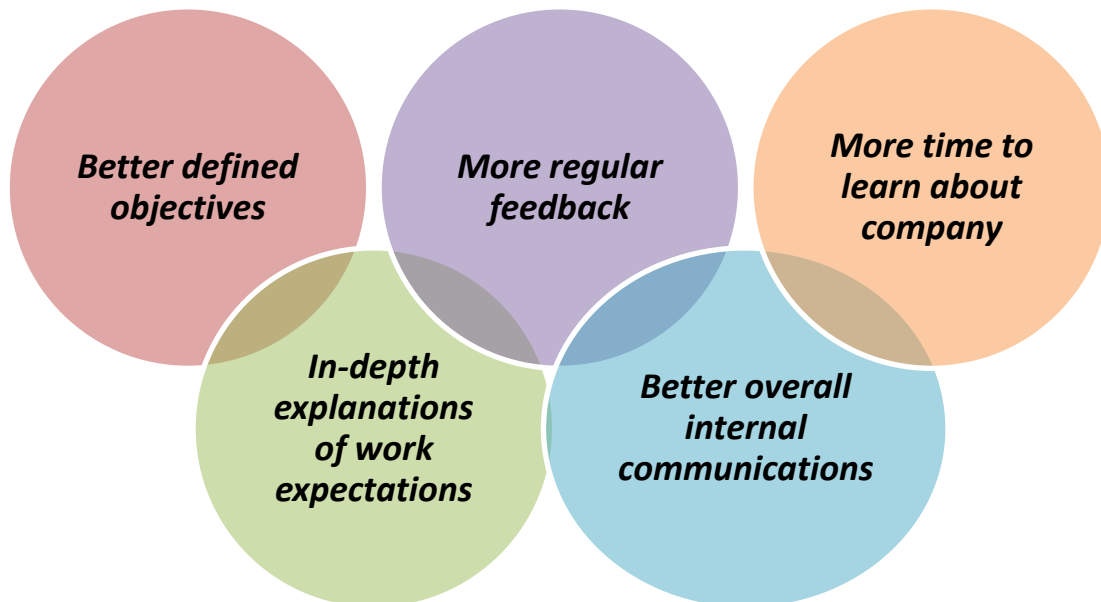 Better defined
objectives
More regular
feedback
More time to
learn about
company
In-depth
explanations
of work
expectations
Better overall
internal
communications